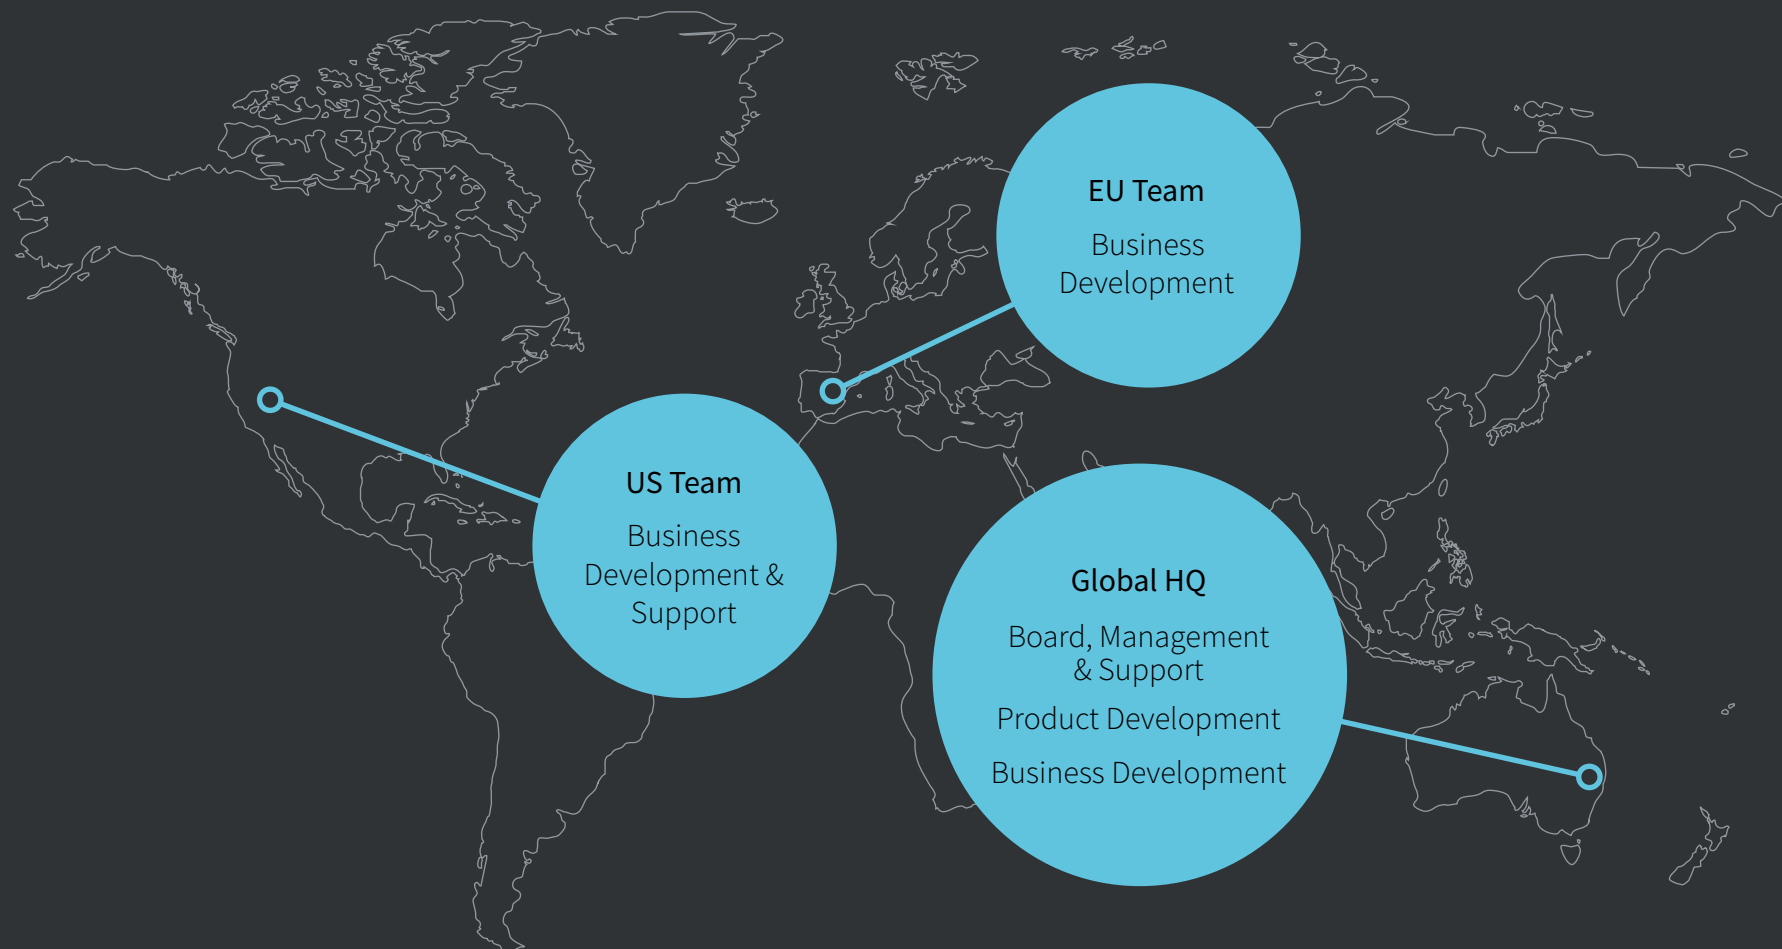 EU Team
Business
Development
US Team
Business
Development &
Support
Global HQ
Board, Management
& Support
Product Development
Business Development